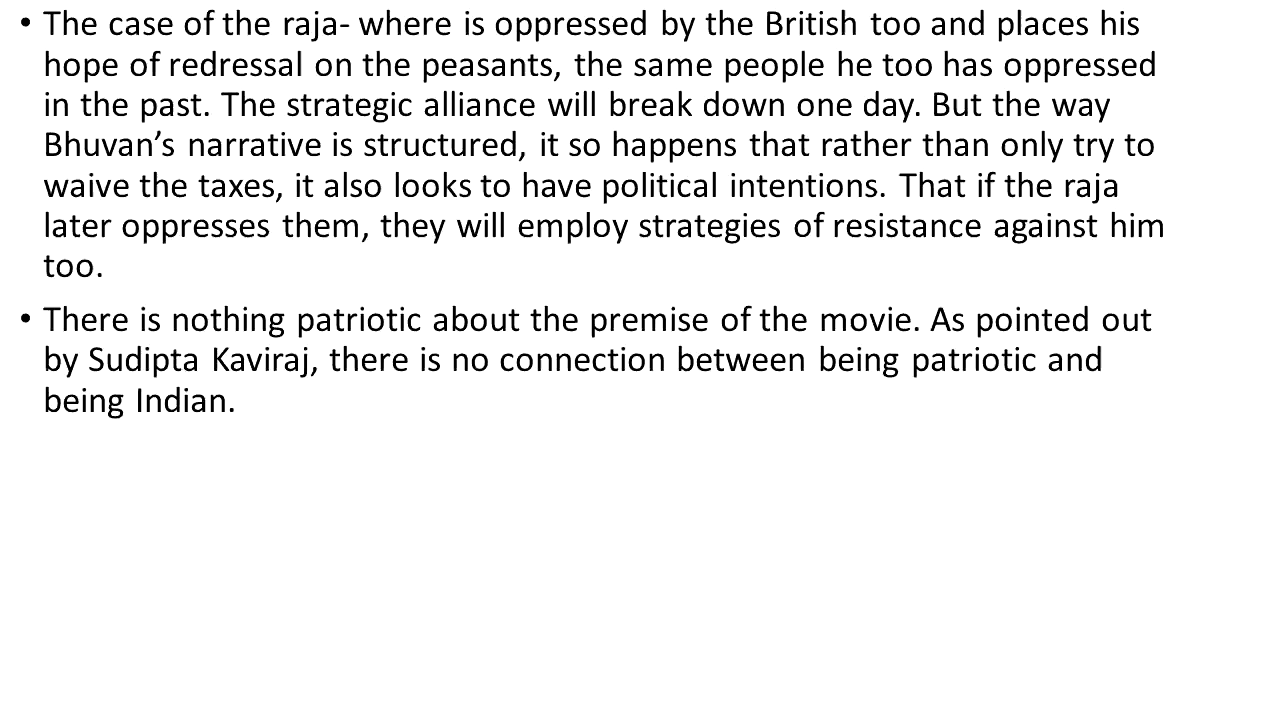 • The case of the raja- where is oppressed by the British too and places his
hope of redressal on the peasants, the same people he too has oppressed
in the past. The strategic alliance will break down one day. But the way
Bhuvan’s narrative is structured, it so happens that rather than only try to
waive the taxes, it also looks to have political intentions. That if the raja
later oppresses them, they will employ strategies of resistance against him
too.
• There is nothing patriotic about the premise of the movie. As pointed out
by Sudipta Kaviraj, there is no connection between being patriotic and
being Indian.